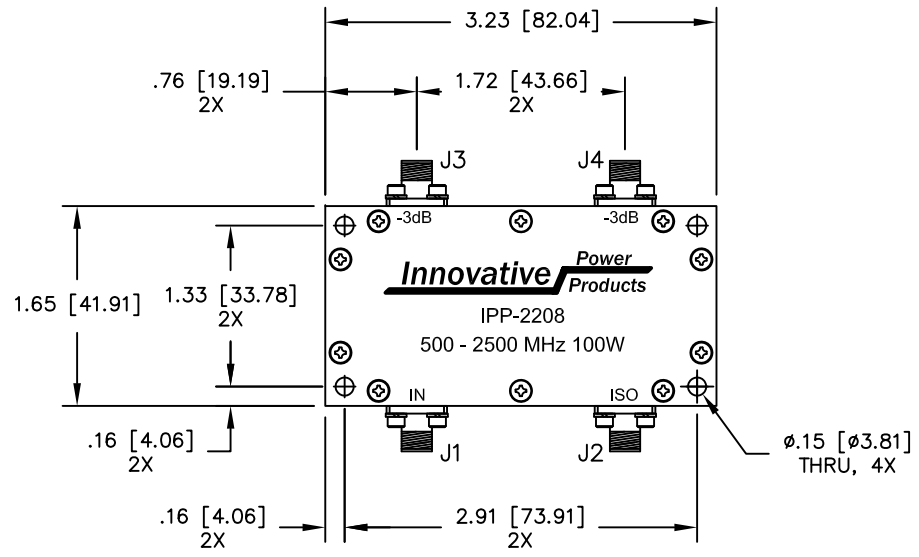 3.23 [82.04]
.76 [19.19]
2X
1.72 [43.66]
2X
J3
J4
-3dB
-3dB
1.65 [41.91]
1.33 [33.78]
2X
Innovative Power
Products
IPP-2208
500 - 2500 MHz 100W
IN
ISO
J1
J2
.16 [4.06]
2X
ø.15 [ø3.81]
THRU, 4X
.16 [4.06]
2X
2.91 [73.91]
2X